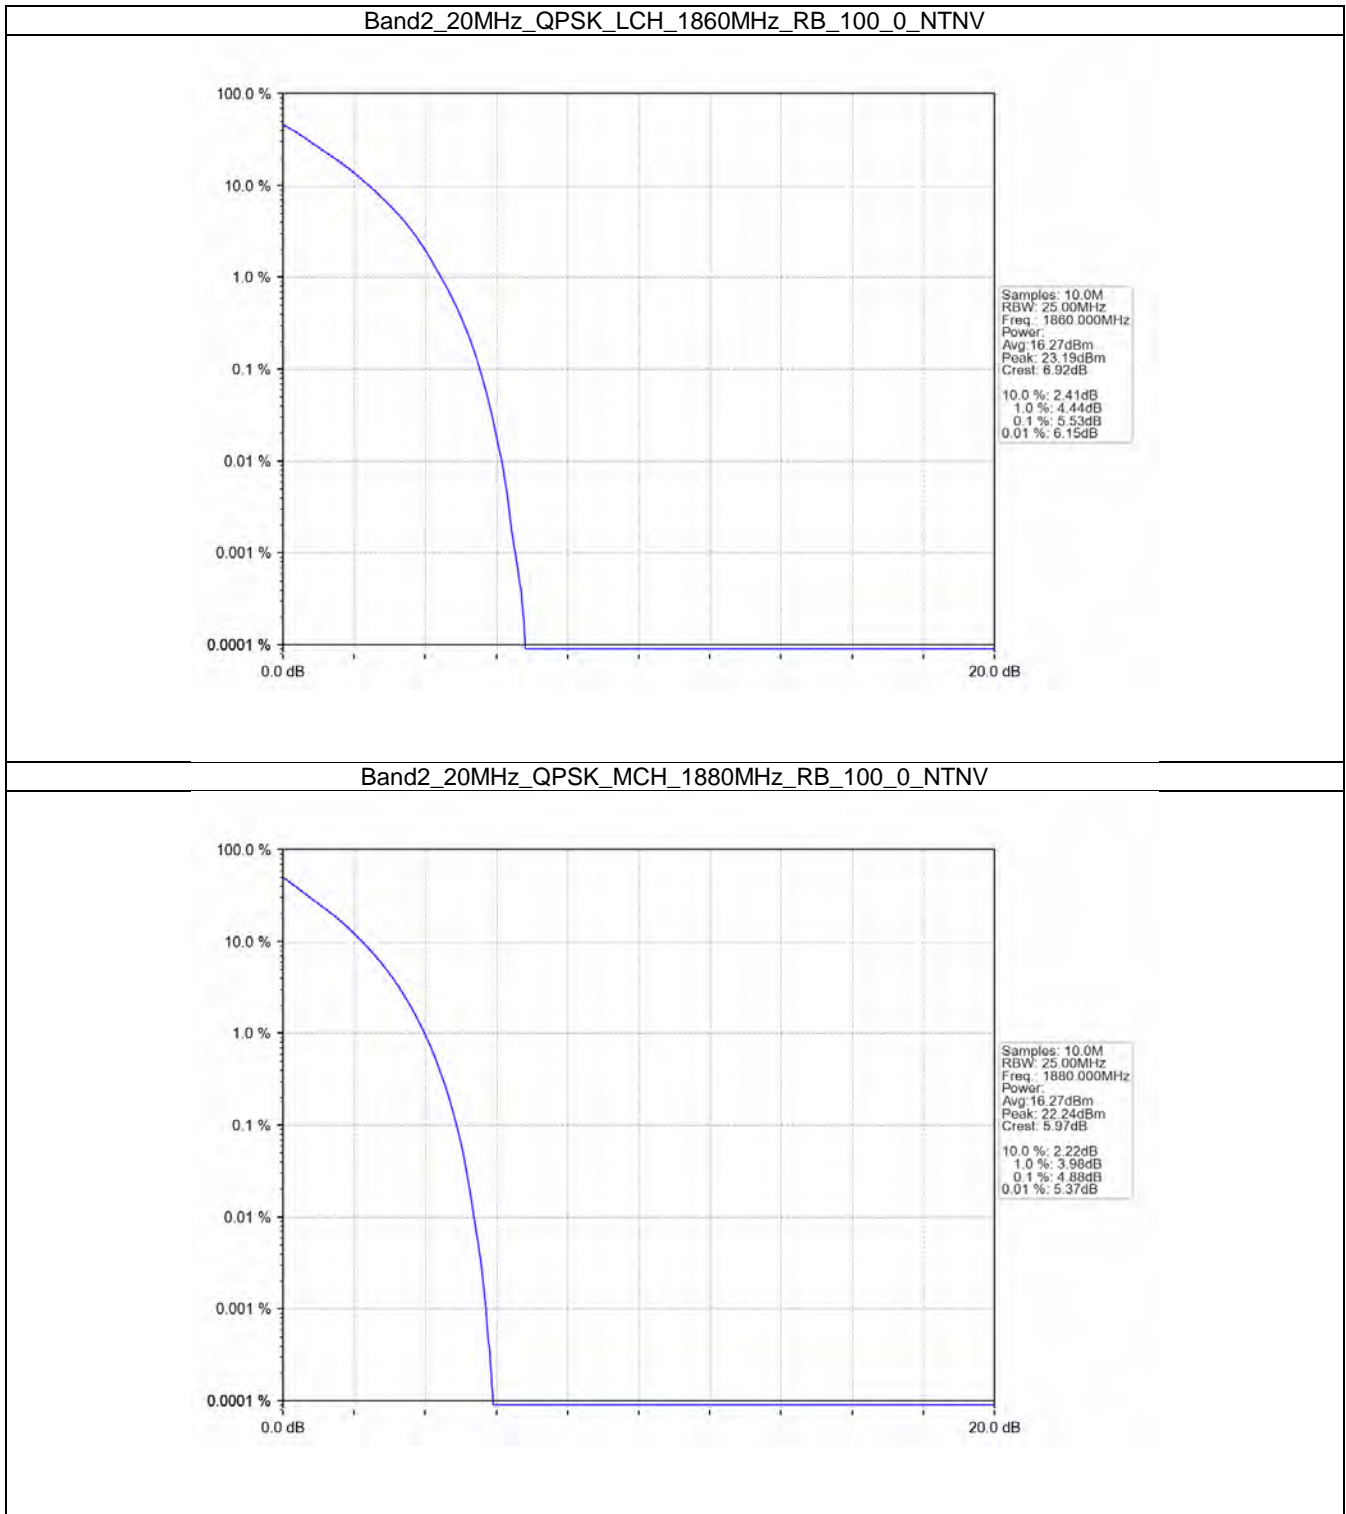 Band2_20MHz_QPSK_LCH_1860MHz_RB_100_0_NTNV
100.0 %
10.0 %
1.0 %
0.1 %
0.01 %
0.001 %
0.0001 %
0.0 dB
20.0 dB
Samples: 10.0M
RBW: 25.00MHz
Freq.: 1860.000MHz
Power:
Avg:16.27dBm
Peak: 23.19dBm
Crest: 6.92dB
10.0 %: 2.41dB
1.0 %: 4.44dB
0.1 %: 5.53dB
0.01 %: 6.15dB
Band2_20MHz_QPSK_MCH_1880MHz_RB_100_0_NTNV
100.0 %
10.0 %
1.0 %
0.1 %
0.01 %
0.001 %
0.0001 %
0.0 dB
20.0 dB
Samples: 10.0M
RBW: 25.00MHz
Freq.: 1880.000MHz
Power:
Avg:16.27dBm
Peak: 22.24dBm
Crest: 5.97dB
10.0 %: 2.22dB
1.0 %: 3.98dB
0.1 %: 4.88dB
0.01 %: 5.37dB